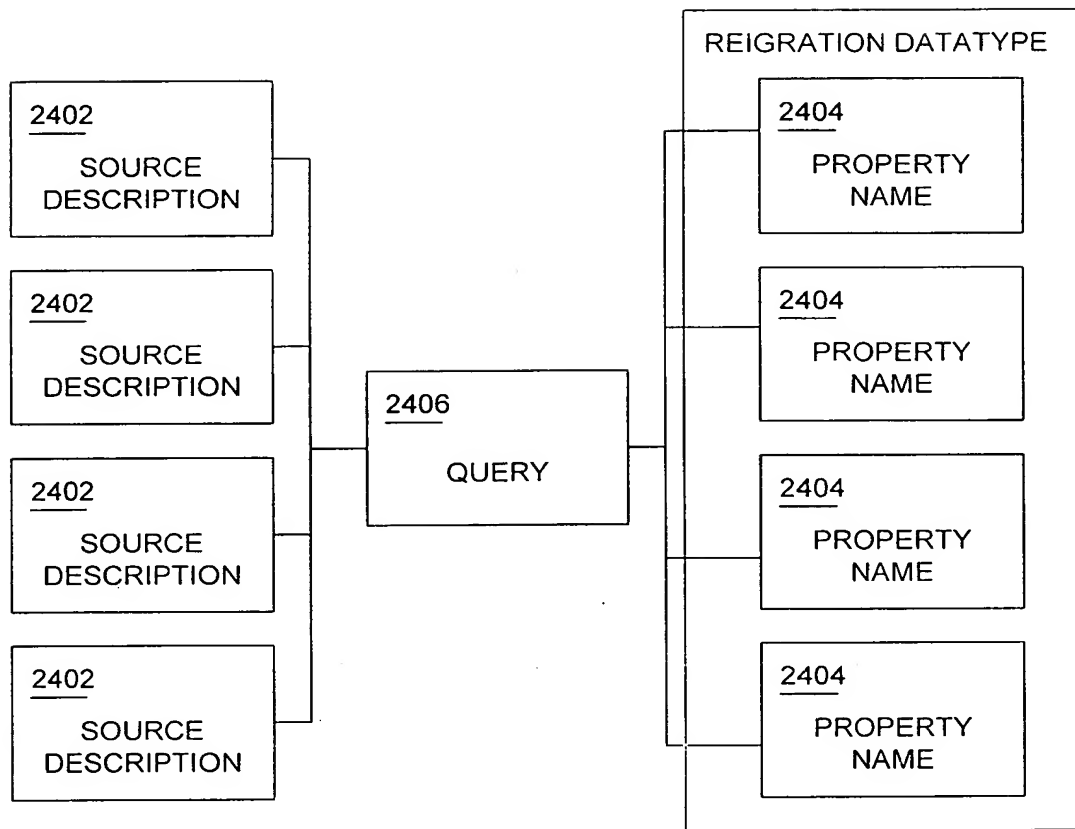 REIGRATION DATATYPE
2402
SOURCE
DESCRIPTION
2402
SOURCE
DESCRIPTION
2402
SOURCE
DESCRIPTION
2402
SOURCE
DESCRIPTION
2406
QUERY
2404
PROPERTY
NAME
2404
PROPERTY
NAME
2404
PROPERTY
NAME
2404
PROPERTY
NAME